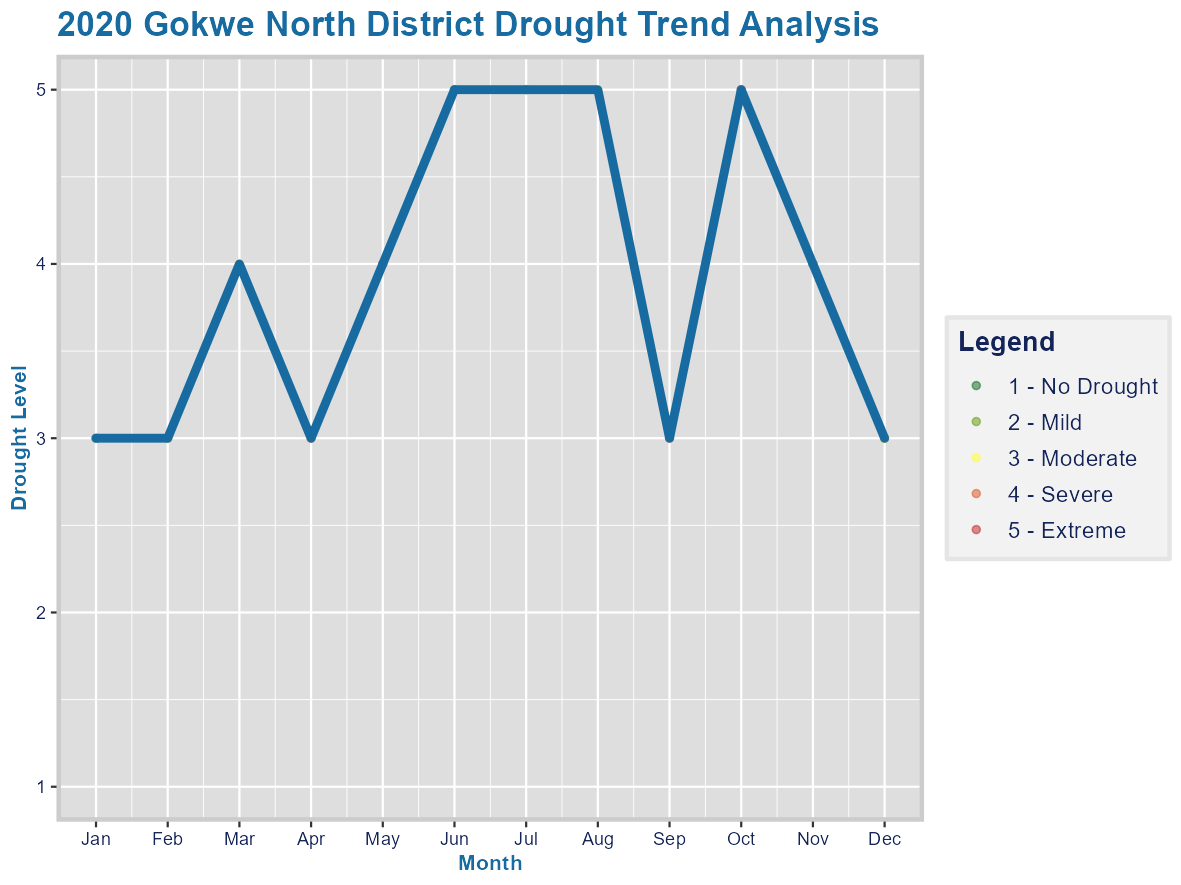 2020 Gokwe North District Drought Trend Analysis
Drought Level
5
4
3
2
1
Jan Feb Mar Apr May Jun Jul Aug Sep Oct Nov Dec
Month
Legend
1 - No Drought
2 - Mild
3 - Moderate
4 - Severe
5 - Extreme